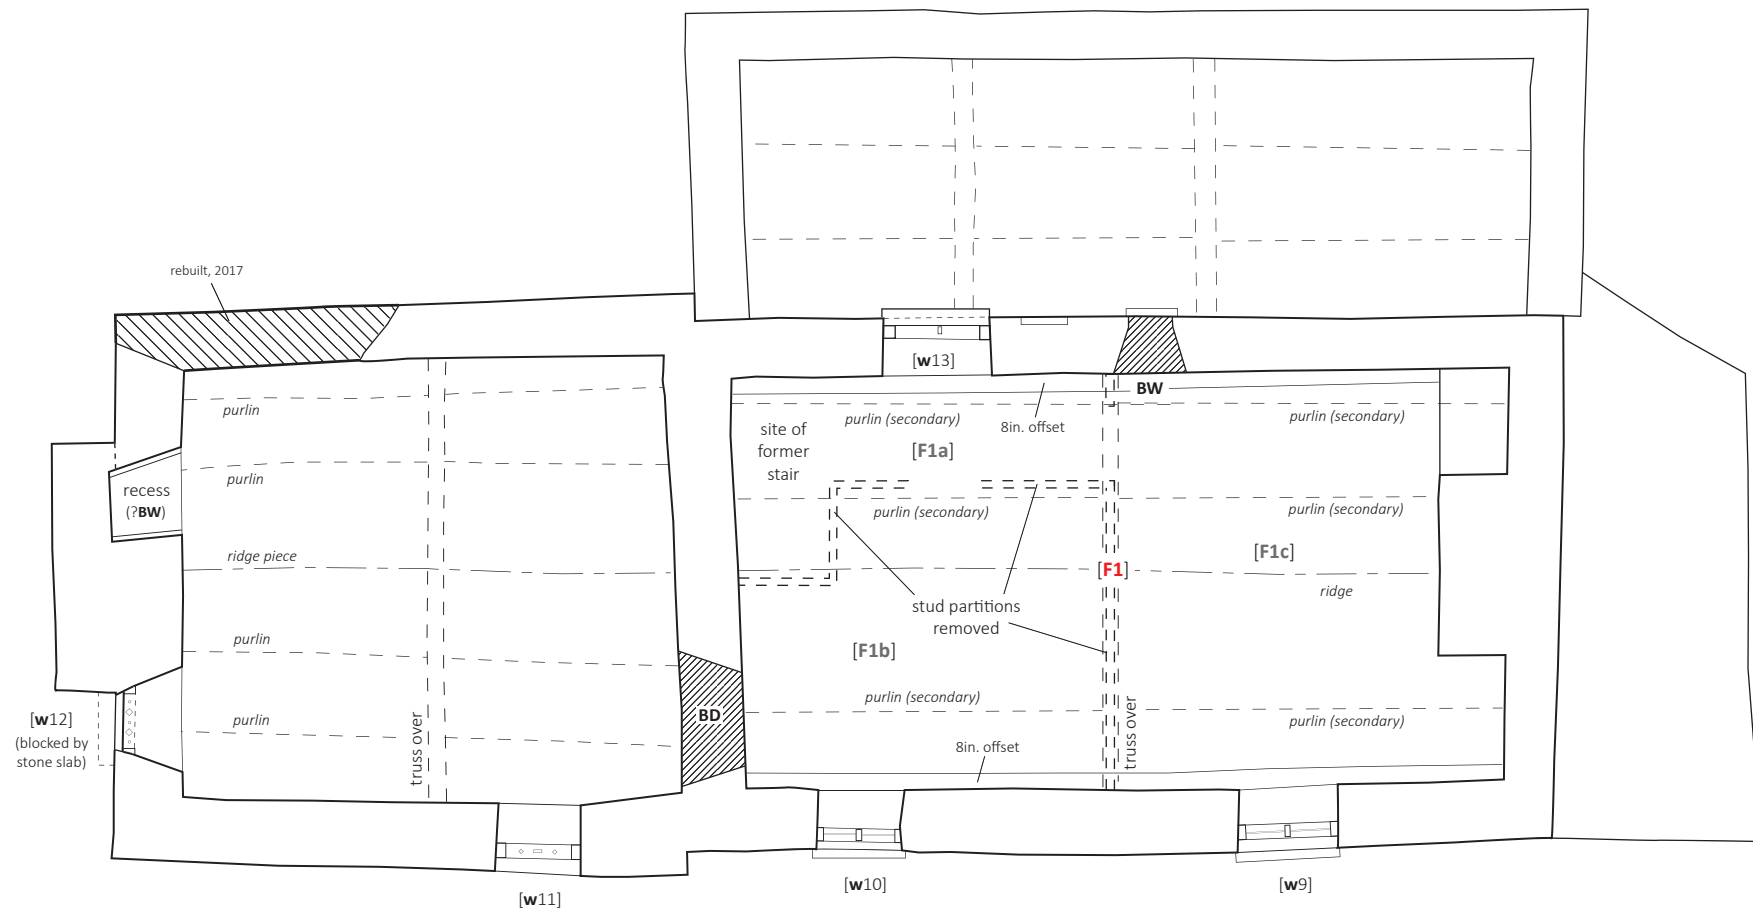 rebuilt, 2017
[w13]
BW
purlin
purlin (secondary)
purlin (secondary)
8in. offset
site of
former
stair
[F1a]
purlin
recess
(?BW)
purlin (secondary)
purlin (secondary)
ridge piece
[F1c]
[F1]
ridge
stud partitions
removed
purlin
[F1b]
purlin (secondary)
purlin (secondary)
BD
[w12]
(blocked by
stone slab)
purlin
truss over
truss over
8in. offset
[w10]
[w9]
[w11]